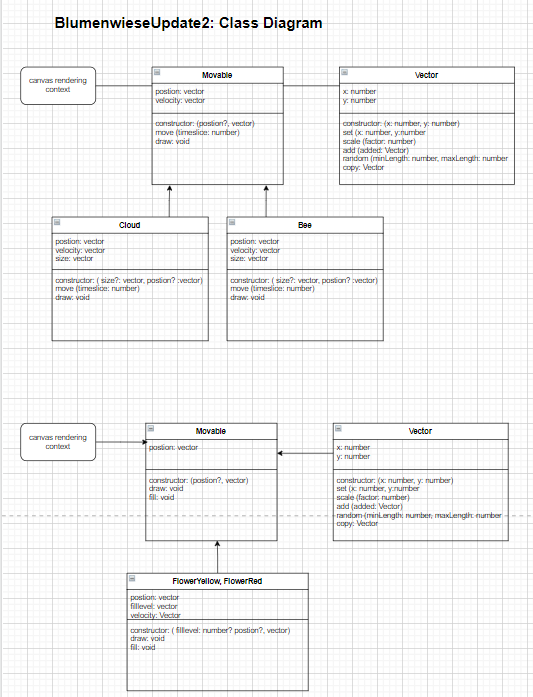 BlumenwieseUpdate2: Class Diagram
canvas rendering
context
Movable
postion: vector
velocity: vector
constructor: (postion?, vector)
move (timeslice: number)
draw: void
Vector
x: number
y: number
constructor: (x: number, y: number)
set (x: number, y:number
scale (factor: number)
add (added: Vector)
random (minLength: number, maxLength: number
copy: Vector
Cloud
postion: vector
velocity: vector
size: vector
constructor: ( size?: vector, postion? :vector)
move (timeslice: number)
draw: void
Bee
postion: vector
velocity: vector
size: vector
constructor: ( size?: vector, postion? :vector)
move (timeslice: number)
draw: void
canvas rendering
context
Movable
postion: vector
constructor: (postion?, vector)
draw: void
fill: void
Vector
x: number
y: number
constructor: (x: number, y: number)
set (x: number, y:number
scale (factor: number)
add (added: Vector)
random (minLength: number, maxLength: number
copy: Vector
FlowerYellow, FlowerRed
postion: vector
filllevel: vector
velocity: Vector
constructor: ( filllevel: number? postion?, vector)
draw: void
fill: void